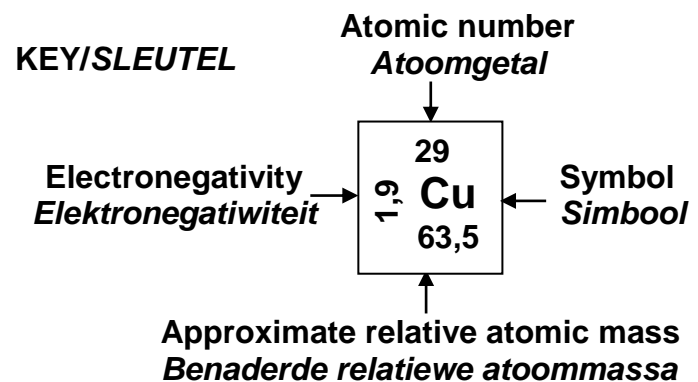 Atomic number
KEY/SLEUTEL
Atoomgetal
29
Electronegativity
Elektronegatiwiteit
1,9
Cu
Symbol
Simbool
63,5
Approximate relative atomic mass
Benaderde relatiewe atoommassa